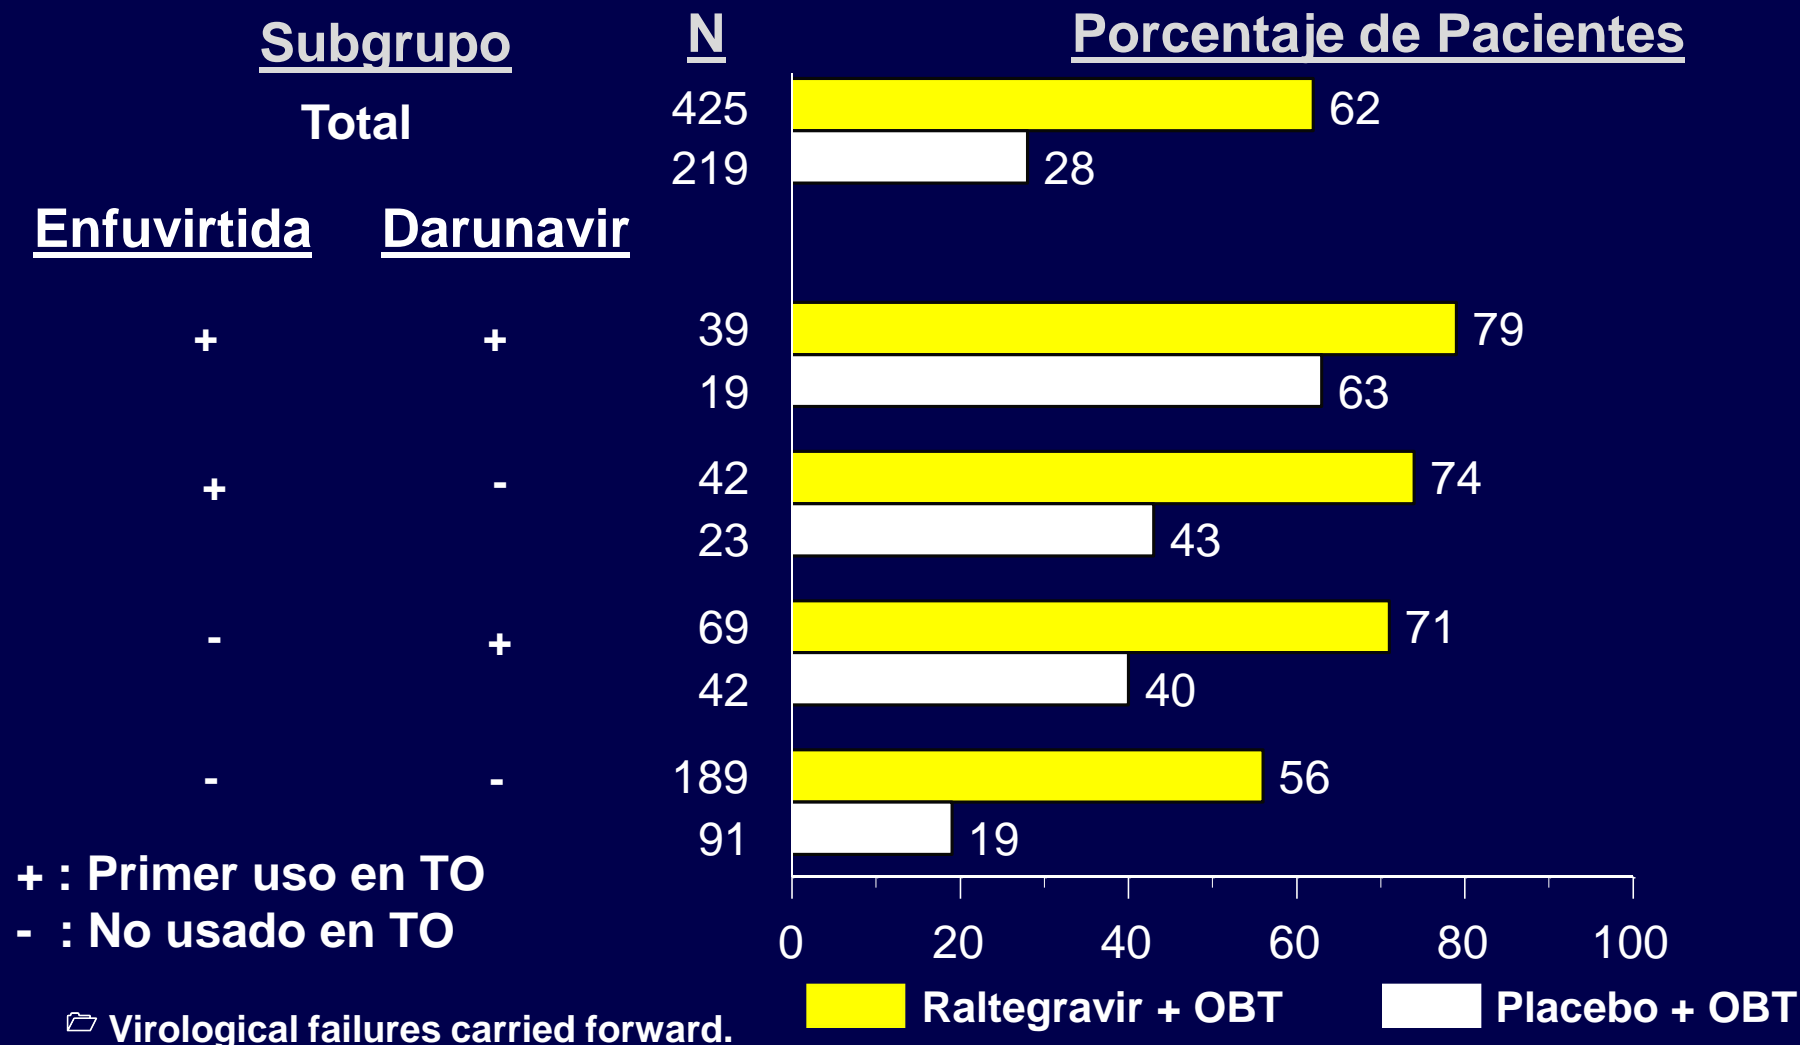 Subgrupo N Porcentaje de Pacientes
Total 425 62
219 28
Enfuvirtida Darunavir
+ + 39 79
19 63
+ - 42 74
23 43
- + 69 71
42 40
- - 189 56
91 19
+ : Primer uso en TO
- : No usado en TO
0 20 40 60 80 100
Raltegravir + OBT Placebo + OBT
Virological failures carried forward.